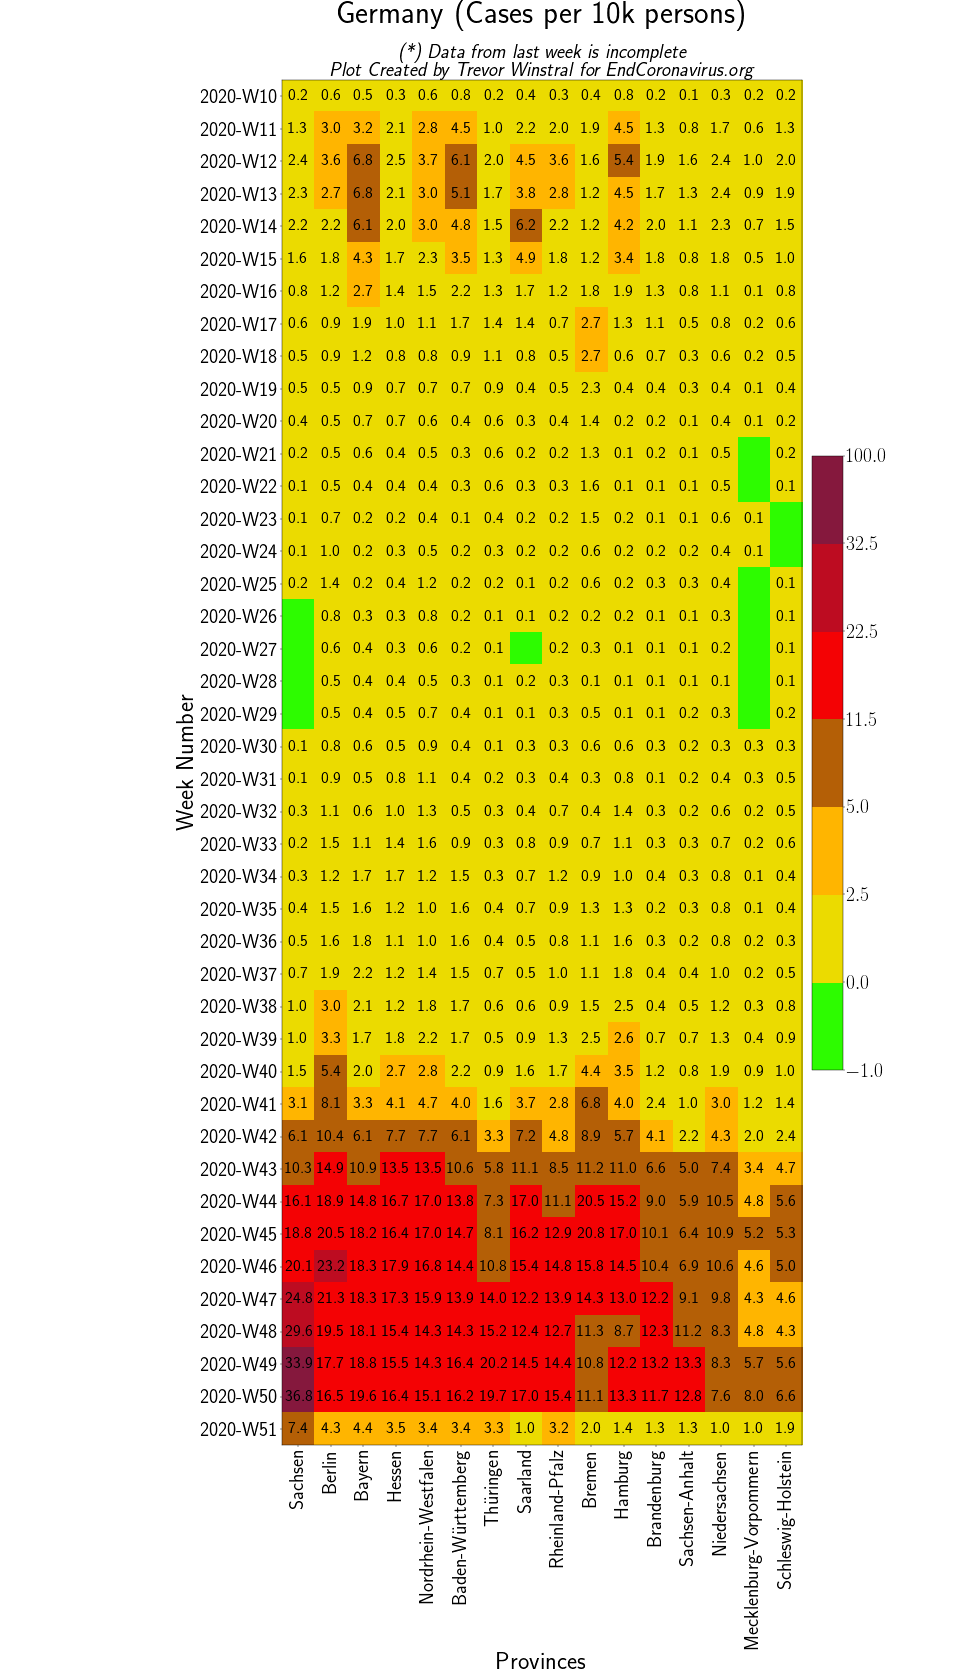 Germany (Cases per 10k persons)
(*) Data from last week is incomplete
Plot Created by Trevor Winstral for EndCoronavirus.org
2020-W10 0.2 0.6 0.5 0.3 0.6 0.8 0.2 0.4 0.3 0.4 0.8 0.2 0.1 0.3 0.2 0.2
2020-W11 1.3 3.0 3.2 2.1 2.8 4.5 1.0 2.2 2.0 1.9 4.5 1.3 0.8 1.7 0.6 1.3
2020-W12 2.4 3.6 6.8 2.5 3.7 6.1 2.0 4.5 3.6 1.6 5.4 1.9 1.6 2.4 1.0 2.0
2020-W13 2.3 2.7 6.8 2.1 3.0 5.1 1.7 3.8 2.8 1.2 4.5 1.7 1.3 2.4 0.9 1.9
2020-W14 2.2 2.2 6.1 2.0 3.0 4.8 1.5 6.2 2.2 1.2 4.2 2.0 1.1 2.3 0.7 1.5
2020-W15 1.6 1.8 4.3 1.7 2.3 3.5 1.3 4.9 1.8 1.2 3.4 1.8 0.8 1.8 0.5 1.0
2020-W16 0.8 1.2 2.7 1.4 1.5 2.2 1.3 1.7 1.2 1.8 1.9 1.3 0.8 1.1 0.1 0.8
2020-W17 0.6 0.9 1.9 1.0 1.1 1.7 1.4 1.4 0.7 2.7 1.3 1.1 0.5 0.8 0.2 0.6
2020-W18 0.5 0.9 1.2 0.8 0.8 0.9 1.1 0.8 0.5 2.7 0.6 0.7 0.3 0.6 0.2 0.5
2020-W19 0.5 0.5 0.9 0.7 0.7 0.7 0.9 0.4 0.5 2.3 0.4 0.4 0.3 0.4 0.1 0.4
2020-W20 0.4 0.5 0.7 0.7 0.6 0.4 0.6 0.3 0.4 1.4 0.2 0.2 0.1 0.4 0.1 0.2
2020-W21 0.2 0.5 0.6 0.4 0.5 0.3 0.6 0.2 0.2 1.3 0.1 0.2 0.1 0.5 0.2
2020-W22 0.1 0.5 0.4 0.4 0.4 0.3 0.6 0.3 0.3 1.6 0.1 0.1 0.1 0.5 0.1
2020-W23 0.1 0.7 0.2 0.2 0.4 0.1 0.4 0.2 0.2 1.5 0.2 0.1 0.1 0.6 0.1
2020-W24 0.1 1.0 0.2 0.3 0.5 0.2 0.3 0.2 0.2 0.6 0.2 0.2 0.2 0.4 0.1
2020-W25 0.2 1.4 0.2 0.4 1.2 0.2 0.2 0.1 0.2 0.6 0.2 0.3 0.3 0.4 0.1
2020-W26 0.8 0.3 0.3 0.8 0.2 0.1 0.1 0.2 0.2 0.2 0.1 0.1 0.3 0.1
2020-W27 0.6 0.4 0.3 0.6 0.2 0.1 0.2 0.3 0.1 0.1 0.1 0.2 0.1
2020-W28 0.5 0.4 0.4 0.5 0.3 0.1 0.2 0.3 0.1 0.1 0.1 0.1 0.1 0.1
2020-W29 0.5 0.4 0.5 0.7 0.4 0.1 0.1 0.3 0.5 0.1 0.1 0.2 0.3 0.2
2020-W30 0.1 0.8 0.6 0.5 0.9 0.4 0.1 0.3 0.3 0.6 0.6 0.3 0.2 0.3 0.3 0.3
2020-W31 0.1 0.9 0.5 0.8 1.1 0.4 0.2 0.3 0.4 0.3 0.8 0.1 0.2 0.4 0.3 0.5
2020-W32 0.3 1.1 0.6 1.0 1.3 0.5 0.3 0.4 0.7 0.4 1.4 0.3 0.2 0.6 0.2 0.5
2020-W33 0.2 1.5 1.1 1.4 1.6 0.9 0.3 0.8 0.9 0.7 1.1 0.3 0.3 0.7 0.2 0.6
2020-W34 0.3 1.2 1.7 1.7 1.2 1.5 0.3 0.7 1.2 0.9 1.0 0.4 0.3 0.8 0.1 0.4
2020-W35 0.4 1.5 1.6 1.2 1.0 1.6 0.4 0.7 0.9 1.3 1.3 0.2 0.3 0.8 0.1 0.4
2020-W36 0.5 1.6 1.8 1.1 1.0 1.6 0.4 0.5 0.8 1.1 1.6 0.3 0.2 0.8 0.2 0.3
2020-W37 0.7 1.9 2.2 1.2 1.4 1.5 0.7 0.5 1.0 1.1 1.8 0.4 0.4 1.0 0.2 0.5
2020-W38 1.0 3.0 2.1 1.2 1.8 1.7 0.6 0.6 0.9 1.5 2.5 0.4 0.5 1.2 0.3 0.8
2020-W39 1.0 3.3 1.7 1.8 2.2 1.7 0.5 0.9 1.3 2.5 2.6 0.7 0.7 1.3 0.4 0.9
2020-W40 1.5 5.4 2.0 2.7 2.8 2.2 0.9 1.6 1.7 4.4 3.5 1.2 0.8 1.9 0.9 1.0
2020-W41 3.1 8.1 3.3 4.1 4.7 4.0 1.6 3.7 2.8 6.8 4.0 2.4 1.0 3.0 1.2 1.4
2020-W42 6.1 10.4 6.1 7.7 7.7 6.1 3.3 7.2 4.8 8.9 5.7 4.1 2.2 4.3 2.0 2.4
2020-W43 10.3 14.9 10.9 13.5 13.5 10.6 5.8 11.1 8.5 11.2 11.0 6.6 5.0 7.4 3.4 4.7
2020-W44 16.1 18.9 14.8 16.7 17.0 13.8 7.3 17.0 11.1 20.5 15.2 9.0 5.9 10.5 4.8 5.6
2020-W45 18.8 20.5 18.2 16.4 17.0 14.7 8.1 16.2 12.9 20.8 17.0 10.1 6.4 10.9 5.2 5.3
2020-W46 20.1 23.2 18.3 17.9 16.8 14.4 10.8 15.4 14.8 15.8 14.5 10.4 6.9 10.6 4.6 5.0
2020-W47 24.8 21.3 18.3 17.3 15.9 13.9 14.0 12.2 13.9 14.3 13.0 12.2 9.1 9.8 4.3 4.6
2020-W48 29.6 19.5 18.1 15.4 14.3 14.3 15.2 12.4 12.7 11.3 8.7 12.3 11.2 8.3 4.8 4.3
2020-W49 33.9 17.7 18.8 15.5 14.3 16.4 20.2 14.5 14.4 10.8 12.2 13.2 13.3 8.3 5.7 5.6
2020-W50 36.8 16.5 19.6 16.4 15.1 16.2 19.7 17.0 15.4 11.1 13.3 11.7 12.8 7.6 8.0 6.6
2020-W51 7.4 4.3 4.4 3.5 3.4 3.4 3.3 1.0 3.2 2.0 1.4 1.3 1.3 1.0 1.0 1.9
Week Number
Sachsen
Berlin
Bayern
Hessen
Nordrhein-Westfalen
Baden-Württemberg
Thüringen
Saarland
Rheinland-Pfalz
Bremen
Hamburg
Brandenburg
Sachsen-Anhalt
Niedersachsen
Mecklenburg-Vorpommern
Schleswig-Holstein
Provinces
100.0
32.5
22.5
11.5
5.0
2.5
0.0
−1.0